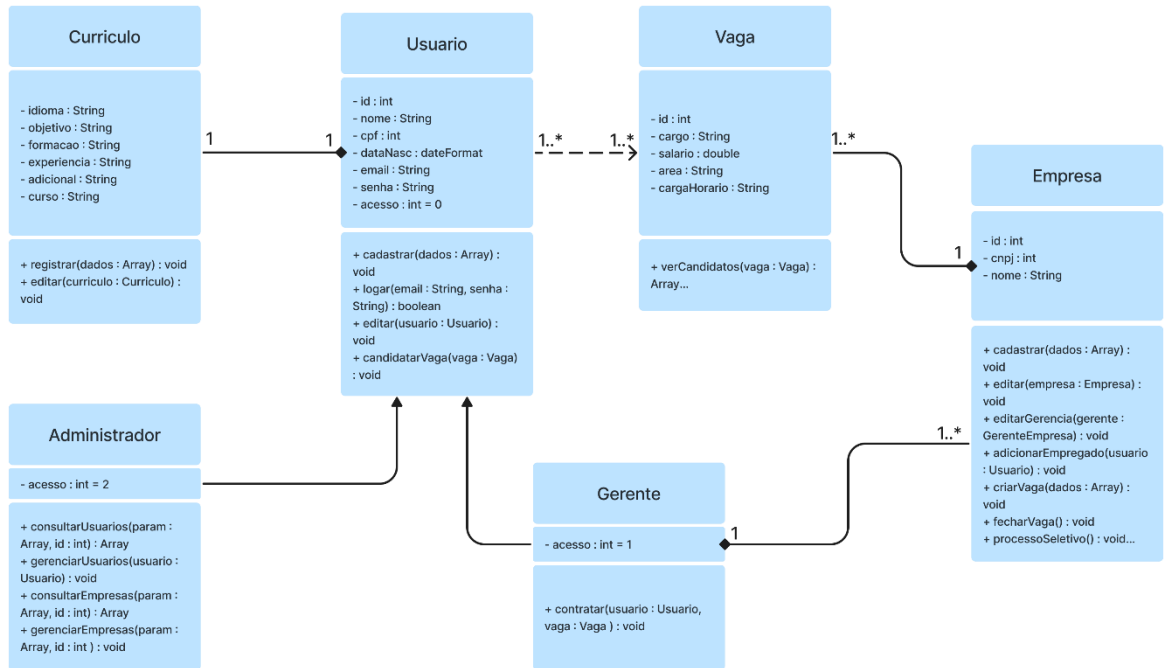 Curriculo
- idioma : String
- objetivo : String
- formacao : String
- experiencia : String
- adicional : String
- curso : String
+ registrar(dados : Array) : void
+ editar(curriculo : Curriculo) :
void
1
1
Usuario
- id : int
- nome : String
- cpf : int
- dataNasc : dateFormat
- email : String
- senha : String
- acesso : int = 0
+ cadastrar(dados : Array) :
void
+ logar(email : String, senha :
String) : boolean
+ editar(usuario : Usuario) :
void
+ candidatarVaga(vaga : Vaga)
: void
1..*
1..*
Vaga
- id : int
- cargo : String
- salario : double
- area : String
- cargaHorario : String
+ verCandidatos(vaga : Vaga) :
Array...
1..*
1
Empresa
- id : int
- cnpj : int
- nome : String
+ cadastrar(dados : Array) :
void
+ editar(empresa : Empresa) :
void
+ editarGerencia(gerente :
GerenteEmpresa) : void
+ adicionarEmpregado(usuario
: Usuario) : void
+ criarVaga(dados : Array) :
void
+ fecharVaga() : void
+ processoSeletivo() : void...
1..*
Administrador
- acesso : int = 2
+ consultarUsuarios(param :
Array, id : int) : Array
+ gerenciarUsuarios(usuario :
Usuario) : void
+ consultarEmpresas(param :
Array, id : int) : Array
+ gerenciarEmpresas(param :
Array, id : int ) : void
Gerente
- acesso : int = 1
1
+ contratar(usuario : Usuario,
vaga : Vaga ) : void